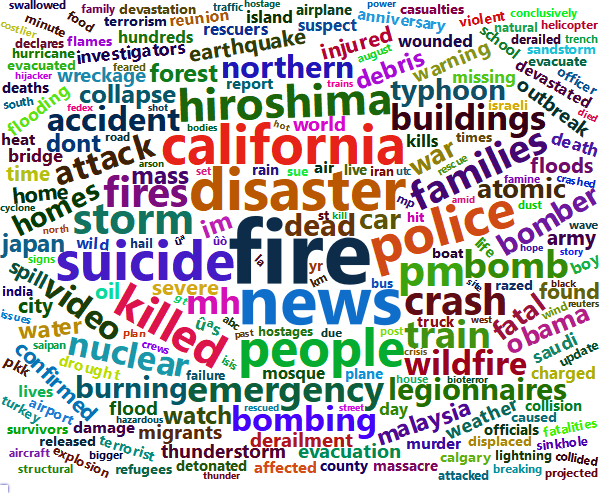 swallowed family devastation traffic hostage airplane power casualties violent conclusively
costlier minute food terrorism reunion island anniversary natural helicopter
declares flames hundreds rescuers suspect wounded school derailed trench
hurricane investigators earthquake injured warning sandstorm
evacuated feared northern august debris missing devastated officer
hijacker wreckage forest report trains typhoon outbreak died
deaths collapse hiroshima israeli
south fedex shot
flooding accident bodies hot world buildings
heat dont road california kills times death
bridge arson rescue floods
time attack mass set rain sue air live iran utc war families famine crashed
home fires disaster mp amid atomic
cyclone homes st kill hit dust bomber
north storm im dead car police wave
japan wild hail ûª ûò life hope army
signs suicide fire boat story
spill la yr pm bomb boy
india oil severe km bus she razed black found
city video gt mh news crash fatal wind reuters
issues killed ûªs abc past hostages due post truck west obama
water plan train
saipan crews isis people crisis saudi update
confirmed nuclear mosque plane wildfire
pkk drought failure house bioterror charged
burning emergency legionnaires
lives flood watch rescued street day malaysia weather collision
turkey airport hazardous bombing caused
survivors damage migrants officials fatalities
released terrorist derailment murder displaced sinkhole
aircraft explosion bigger thunderstorm evacuation calgary lightning collided
structural refugees detonated affected county massacre attacked breaking projected
thunder